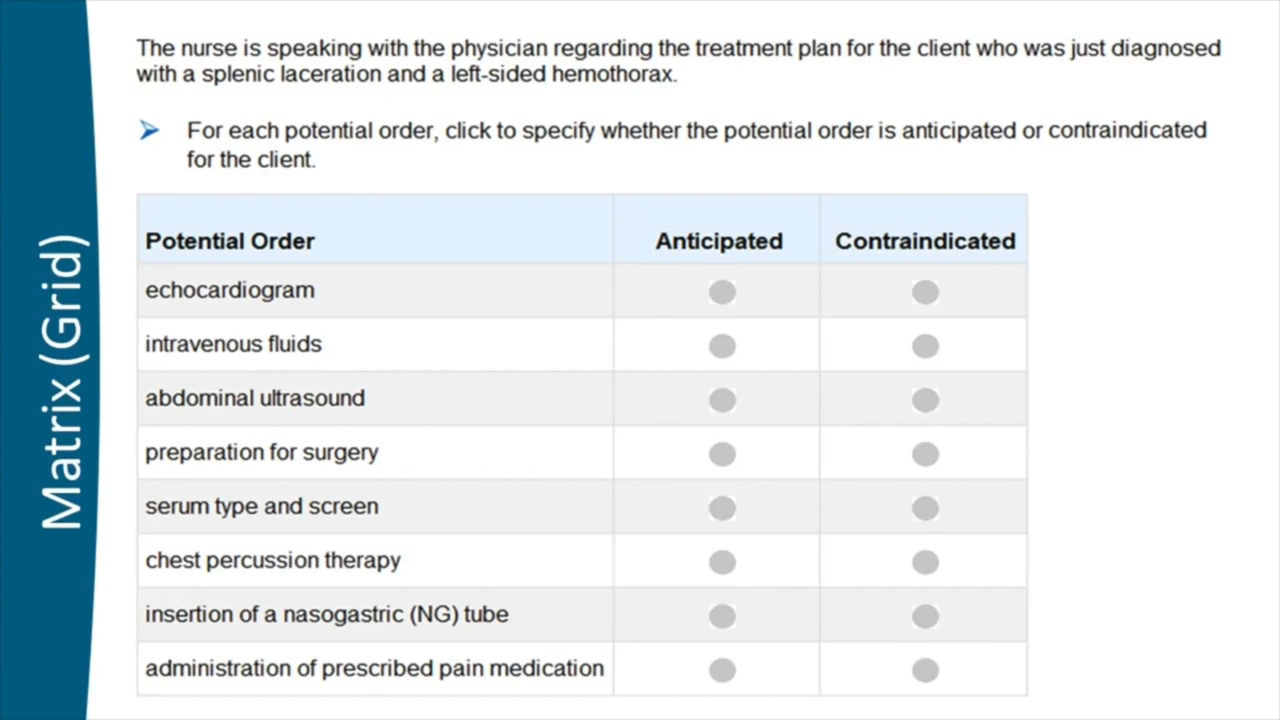 Matrix (Grid)
The nurse is speaking with the physician regarding the treatment plan for the client who was just diagnosed
with a splenic laceration and a left-sided hemothorax.
For each potential order, click to specify whether the potential order is anticipated or contraindicated
for the client.
Potential Order Anticipated Contraindicated
echocardiogram
intravenous fluids
abdominal ultrasound
preparation for surgery
serum type and screen
chest percussion therapy
insertion of a nasogastric (NG) tube
administration of prescribed pain medication